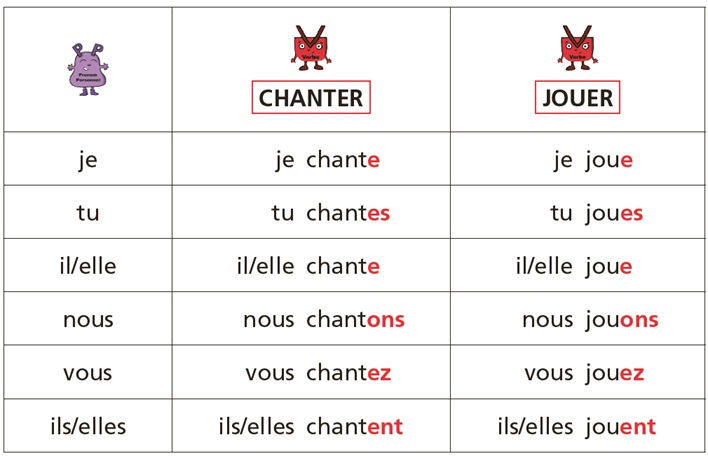 Pronom
Personnel
Verbe
CHANTER
Verbe
JOUER
je je chante je joue
tu tu chantes tu joues
il/elle il/elle chante il/elle joue
nous nous chantons nous jouons
vous vous chantez vous jouez
ils/elles ils/elles chantent ils/elles jouent